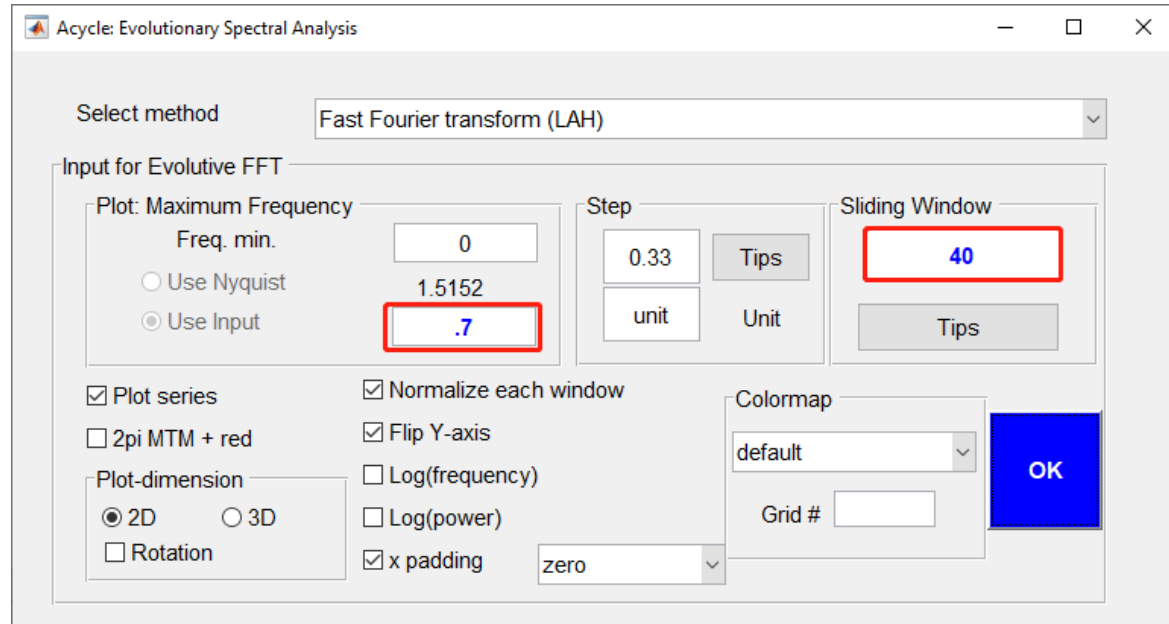 Acycle: Evolutionary Spectral Analysis
Select method
Fast Fourier transform (LAH)
Input for Evolutive FFT
Plot: Maximum Frequency
Freq. min.
0
Use Nyquist
1.5152
Use Input
.7
Step
0.33
Tips
unit
Unit
Sliding Window
40
Tips
Plot series
2pi MTM + red
Plot-dimension
2D
3D
Rotation
Normalize each window
Flip Y-axis
Log(frequency)
Log(power)
x padding
zero
Colormap
default
Grid #
OK